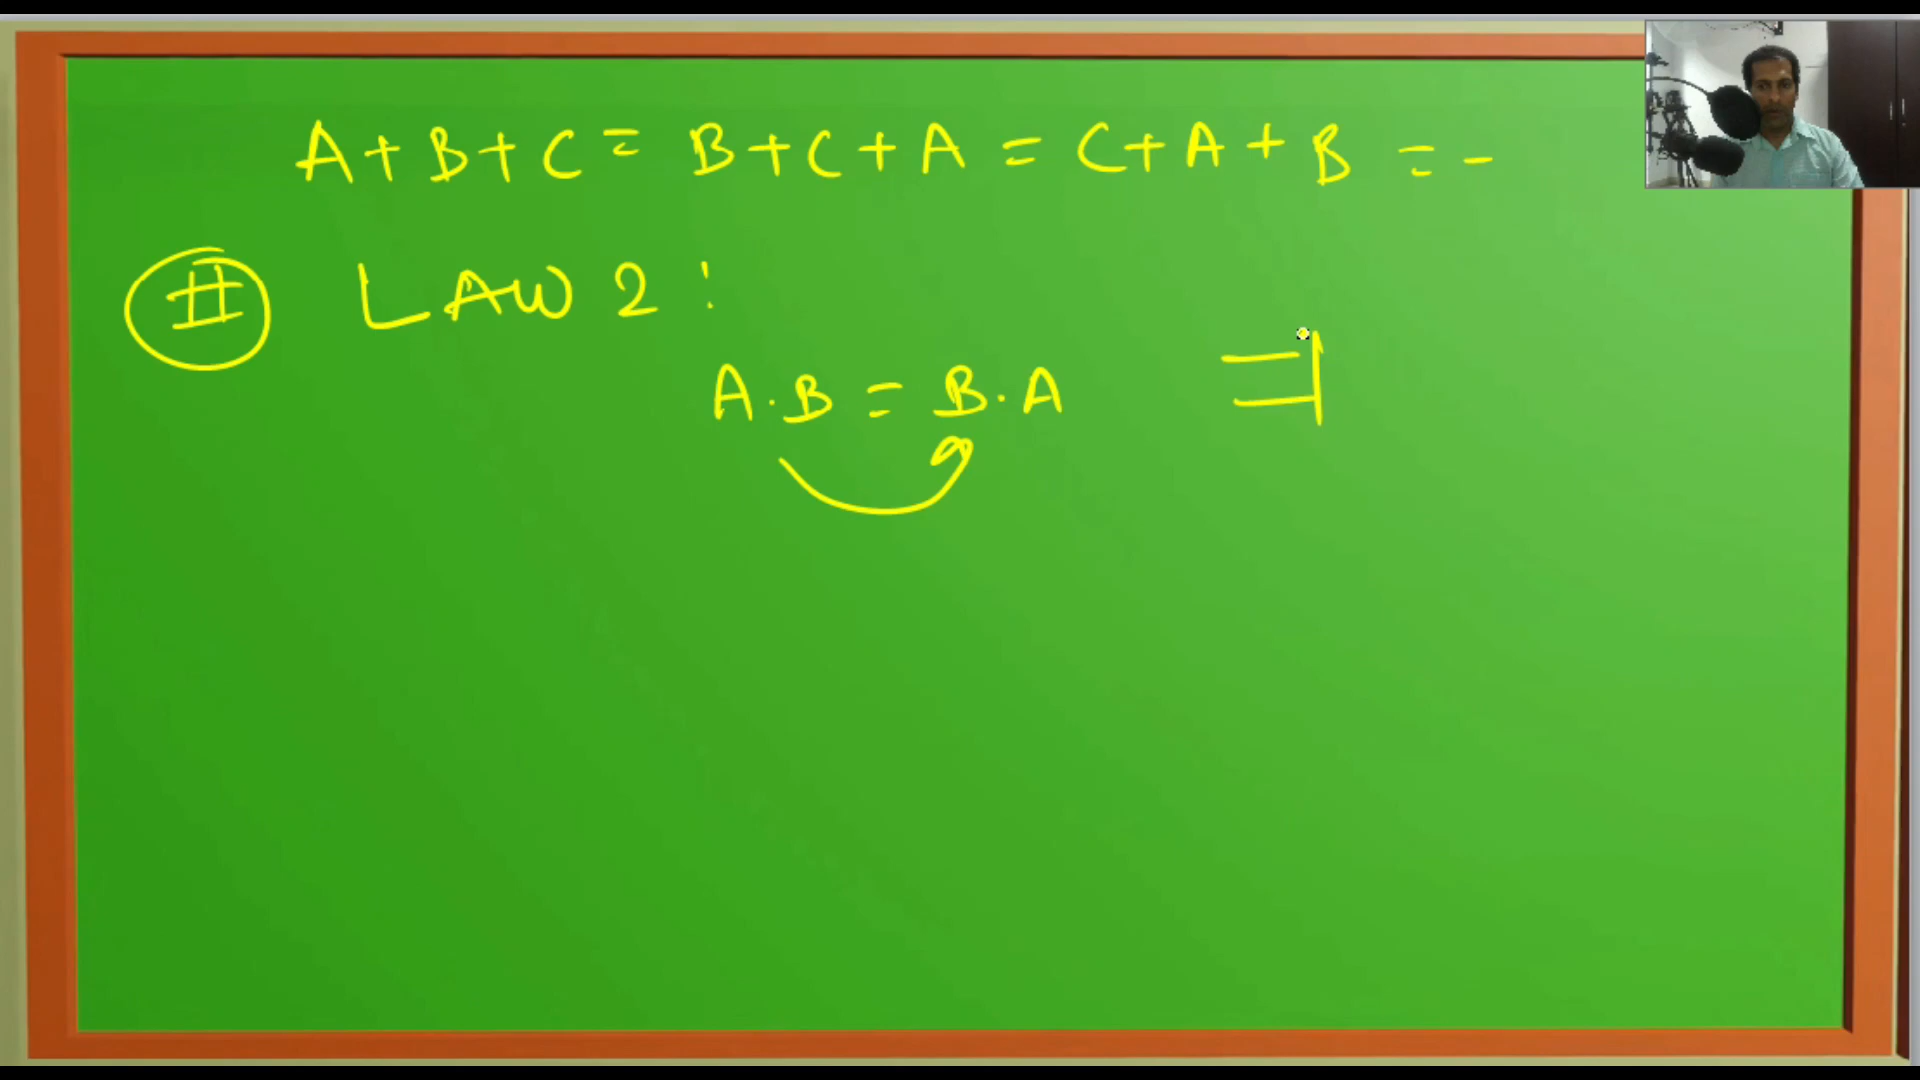 A + B + C = B + C + A = C + A + B = -
II LAW 2 :
A . B = B . A